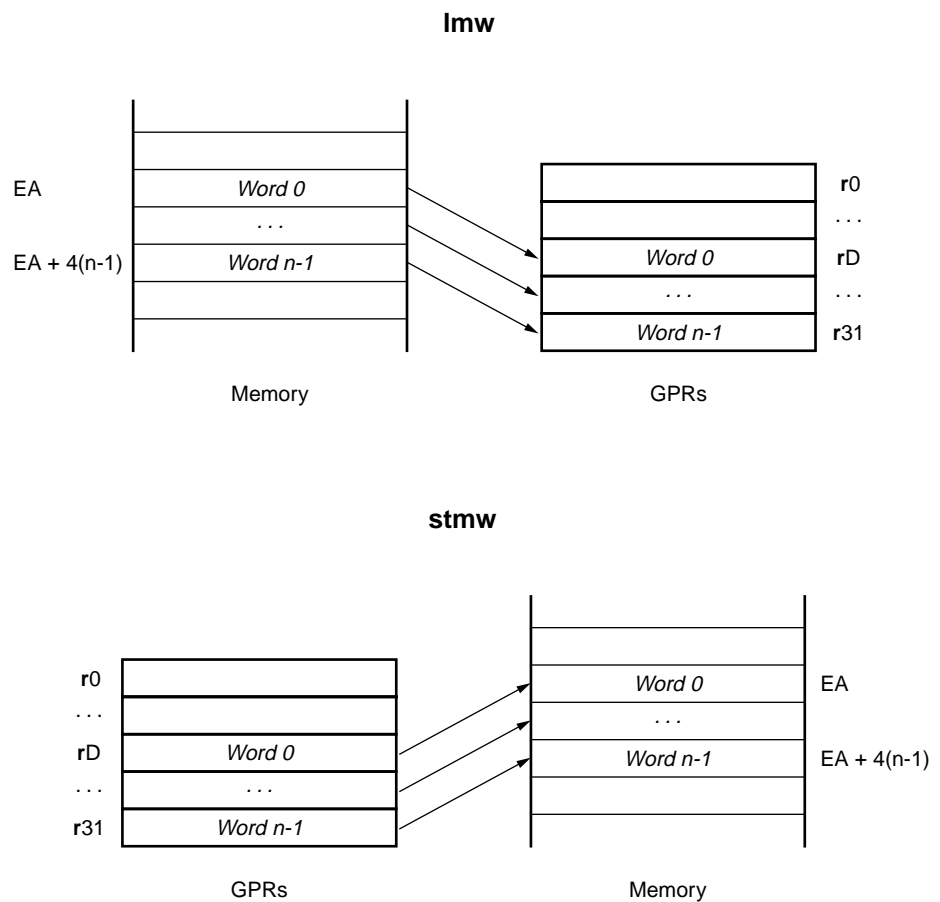 lmw
r0
EA Word 0
. . . . . .
EA + 4(n-1) Word n-1 Word 0 rD
. . . . . .
Word n-1 r31
Memory GPRs
stmw
r0 Word 0 EA
. . . . . .
rD Word 0 Word n-1 EA + 4(n-1)
. . . . . .
r31 Word n-1
GPRs Memory